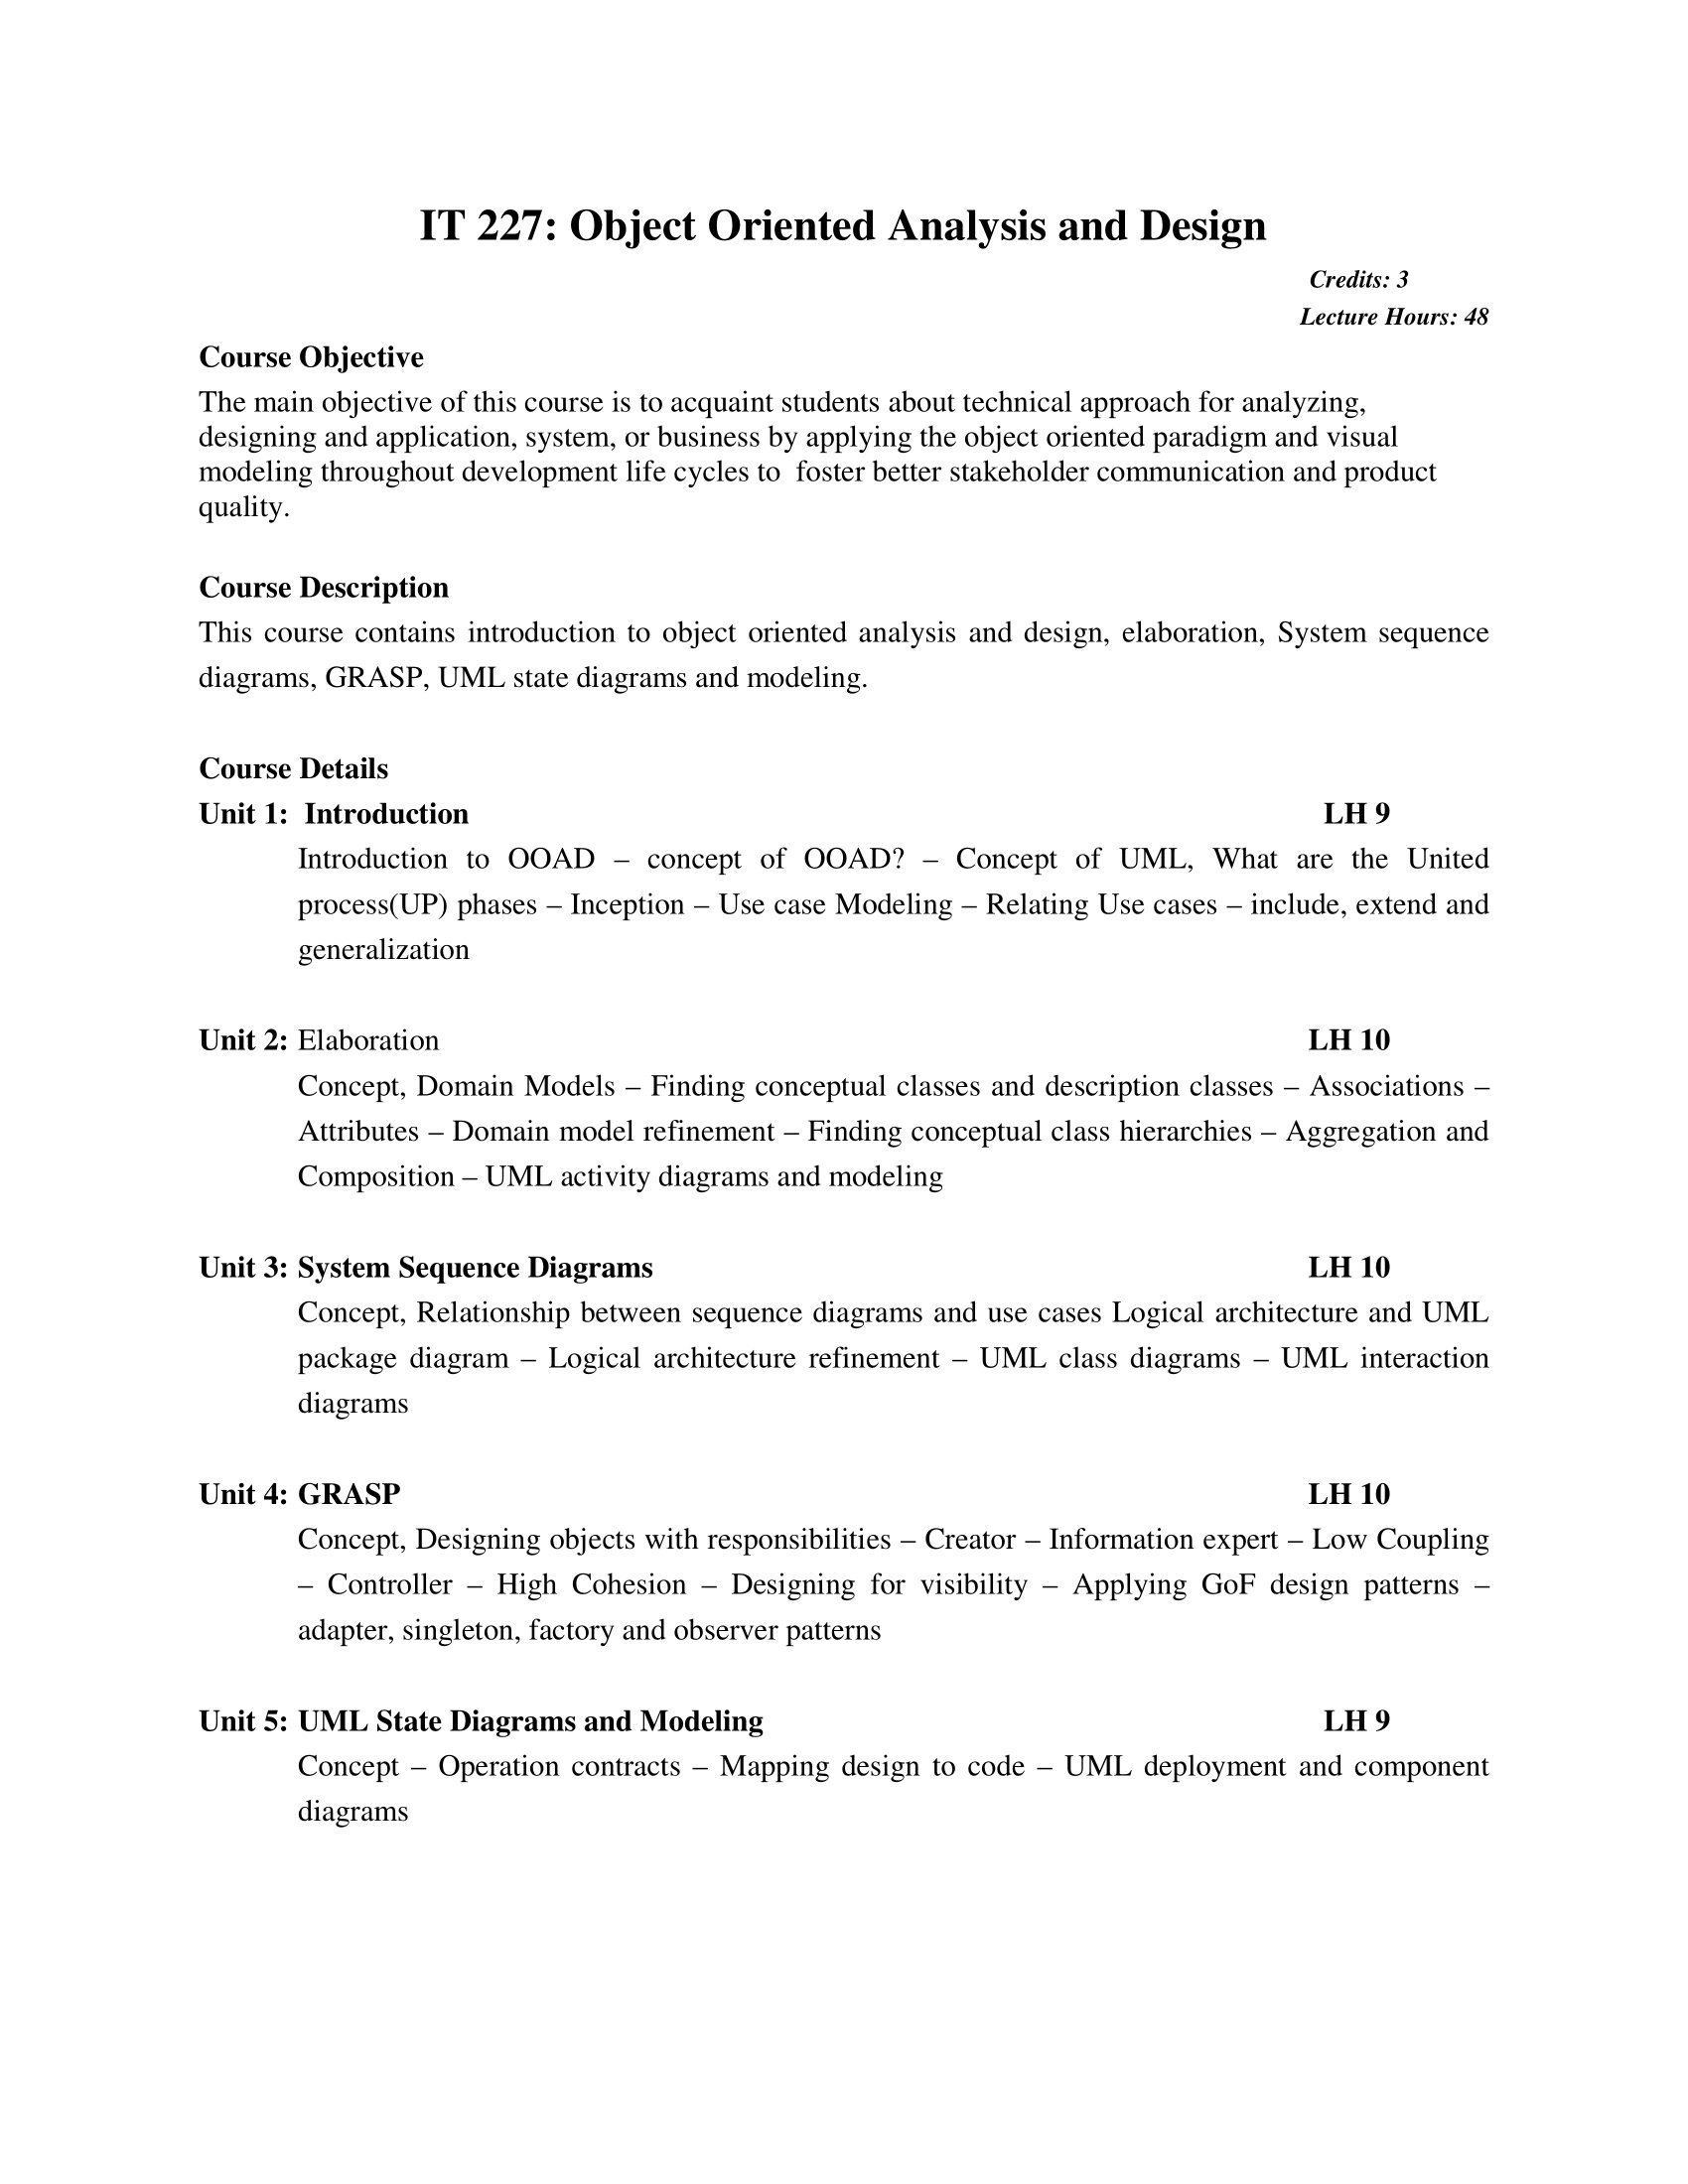 IT 227: Object Oriented Analysis and Design
Credits: 3
Lecture Hours: 48
Course Objective
The main objective of this course is to acquaint students about technical approach for analyzing,
designing and application, system, or business by applying the object oriented paradigm and visual
modeling throughout development life cycles to  foster better stakeholder communication and product
quality.
Course Description
This course contains introduction to object oriented analysis and design, elaboration, System sequence
diagrams, GRASP, UML state diagrams and modeling.
Course Details
Unit 1:  Introduction LH 9
Introduction to OOAD – concept of OOAD? – Concept of UML, What are the United
process(UP) phases – Inception – Use case Modeling – Relating Use cases – include, extend and
generalization
Unit 2: Elaboration LH 10
Concept, Domain Models – Finding conceptual classes and description classes – Associations –
Attributes – Domain model refinement – Finding conceptual class hierarchies – Aggregation and
Composition – UML activity diagrams and modeling
Unit 3: System Sequence Diagrams LH 10
Concept, Relationship between sequence diagrams and use cases Logical architecture and UML
package diagram – Logical architecture refinement – UML class diagrams – UML interaction
diagrams
Unit 4: GRASP LH 10
Concept, Designing objects with responsibilities – Creator – Information expert – Low Coupling
– Controller – High Cohesion – Designing for visibility – Applying GoF design patterns –
adapter, singleton, factory and observer patterns
Unit 5: UML State Diagrams and Modeling LH 9
Concept – Operation contracts – Mapping design to code – UML deployment and component
diagrams